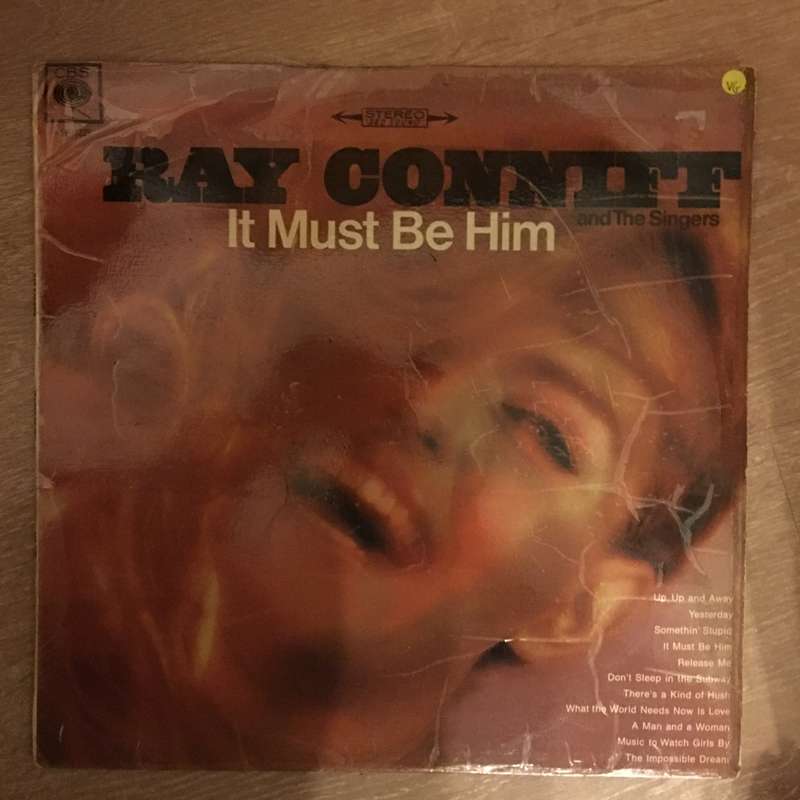 CBS
VG
STEREO
RAY CONNIFF
and The Singers
It Must Be Him
Up, Up and Away
Yesterday
Somethin' Stupid
It Must Be Him
Release Me
Don't Sleep in the Subway
There's a Kind of Hush
What the World Needs Now Is Love
A Man and a Woman
Music to Watch Girls By
The Impossible Dream